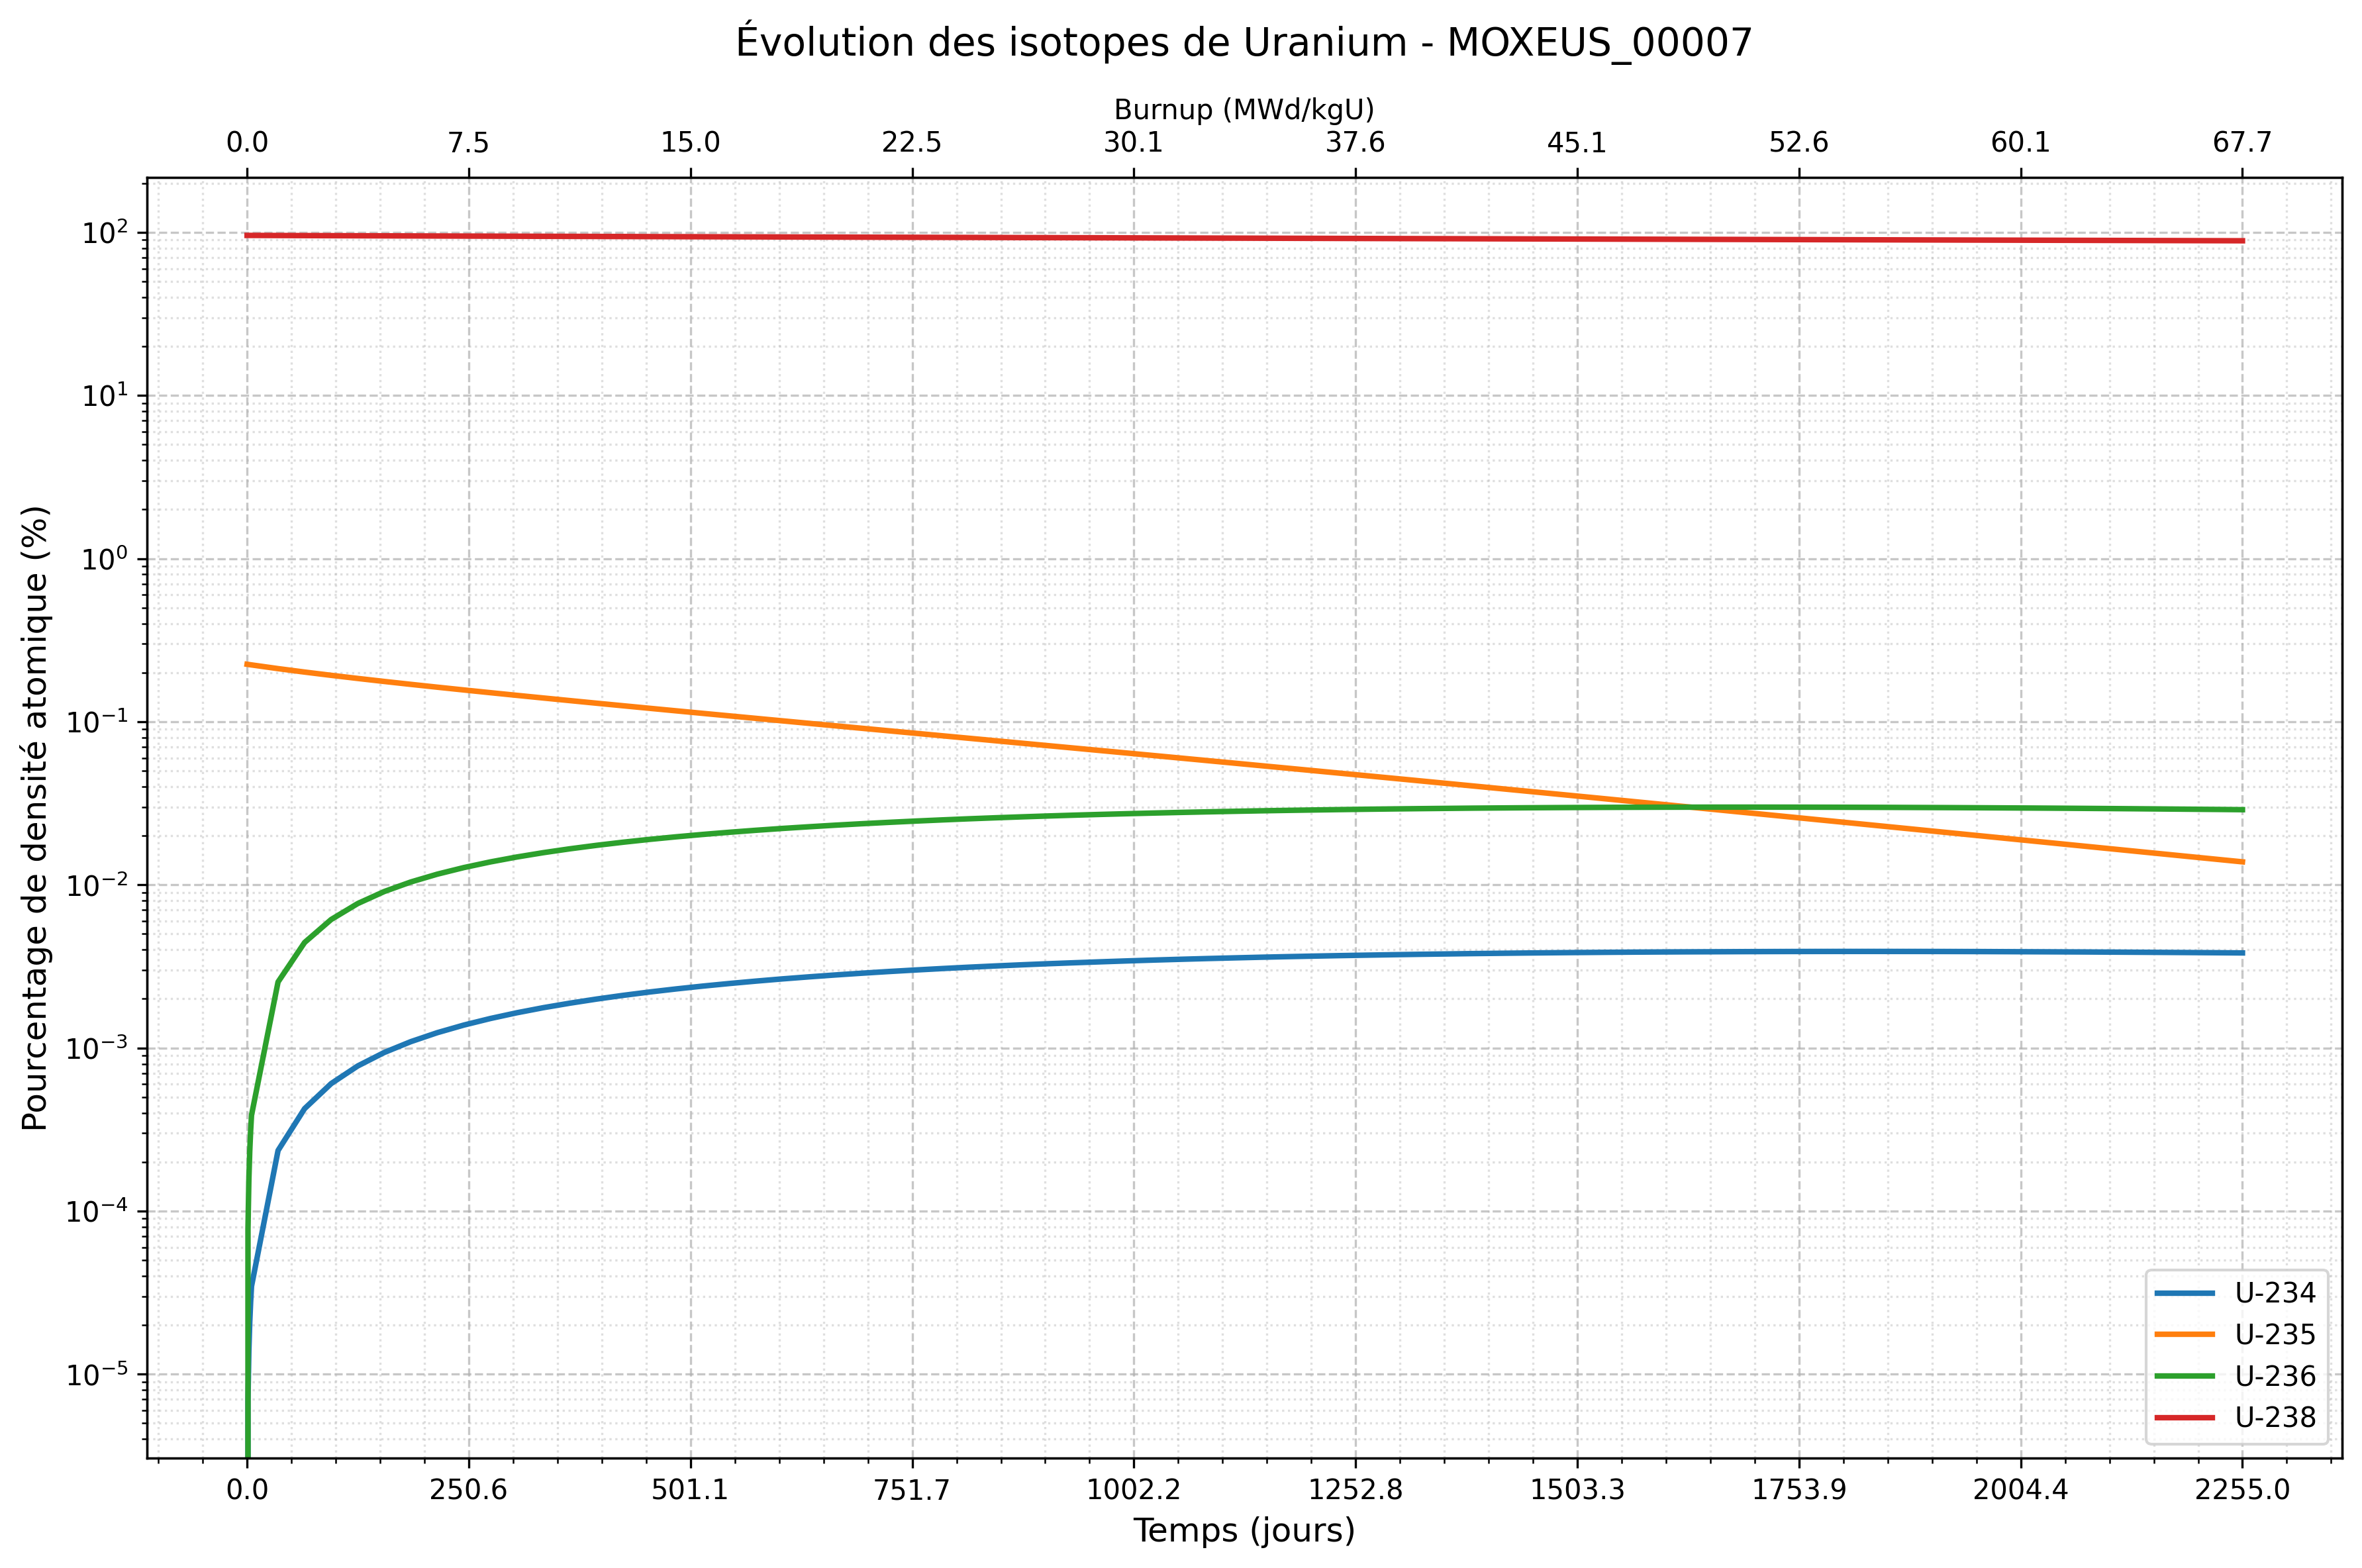 Évolution des isotopes de Uranium - MOXEUS_00007
Burnup (MWd/kgU)
0.0 7.5 15.0 22.5 30.1 37.6 45.1 52.6 60.1 67.7
Pourcentage de densité atomique (%)
10²
10¹
10⁰
10⁻¹
10⁻²
10⁻³
10⁻⁴
10⁻⁵
U-234
U-235
U-236
U-238
0.0 250.6 501.1 751.7 1002.2 1252.8 1503.3 1753.9 2004.4 2255.0
Temps (jours)